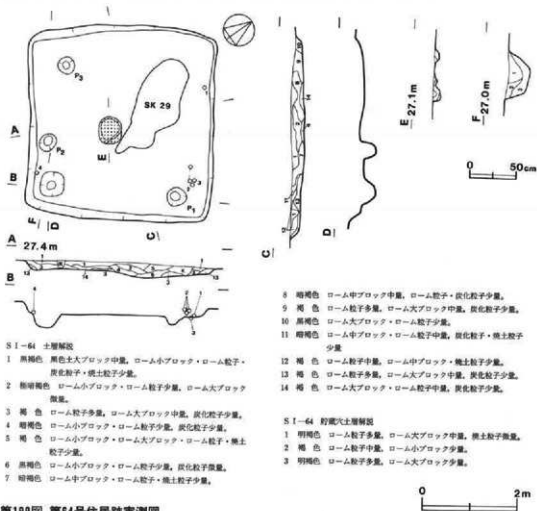 P3
SK 29
A
P2
B
E
P1
F
D
C
A 27.4m
B
C
D
E 27.1m
F 27.0m
0 50cm
SI-64 土層解説
1 黒褐色 黒色土大ブロック中量，ローム小ブロック・ローム粒子・
炭化粒子・焼土粒子少量。
2 極暗褐色 ローム小ブロック・ローム粒子少量，ローム大ブロック
微量。
3 褐色 ローム粒子多量，ローム大ブロック中量，炭化粒子少量。
4 暗褐色 ローム小ブロック・ローム粒子少量，炭化粒子少量。
5 褐色 ローム小ブロック・ローム大ブロック・ローム粒子・焼土
粒子少量。
6 黒褐色 ローム小ブロック・ローム粒子少量，炭化粒子微量。
7 暗褐色 ローム中ブロック・ローム粒子・焼土粒子少量。
8 暗褐色 ローム中ブロック中量，ローム粒子・炭化粒子少量。
9 褐色 ローム粒子多量，ローム大ブロック中量，炭化粒子少量。
10 黒褐色 ローム大ブロック・ローム粒子少量。
11 暗褐色 ローム中ブロック・ローム粒子中量，炭化粒子・焼土粒子
少量
12 褐色 ローム粒子中量，ローム中ブロック・焼土粒子少量。
13 褐色 ローム粒子多量，ローム大ブロック中量，炭化粒子少量。
14 褐色 ローム大ブロック・ローム粒子中量，炭化粒子少量。
SI-64 貯蔵穴土層解説
1 明褐色 ローム粒子多量，ローム大ブロック中量，焼土粒子微量。
2 褐色 ローム粒子中量，ローム小ブロック少量。
3 明褐色 ローム粒子多量，ローム大ブロック中量。
0 2m
第100回 第64号住居跡実測図